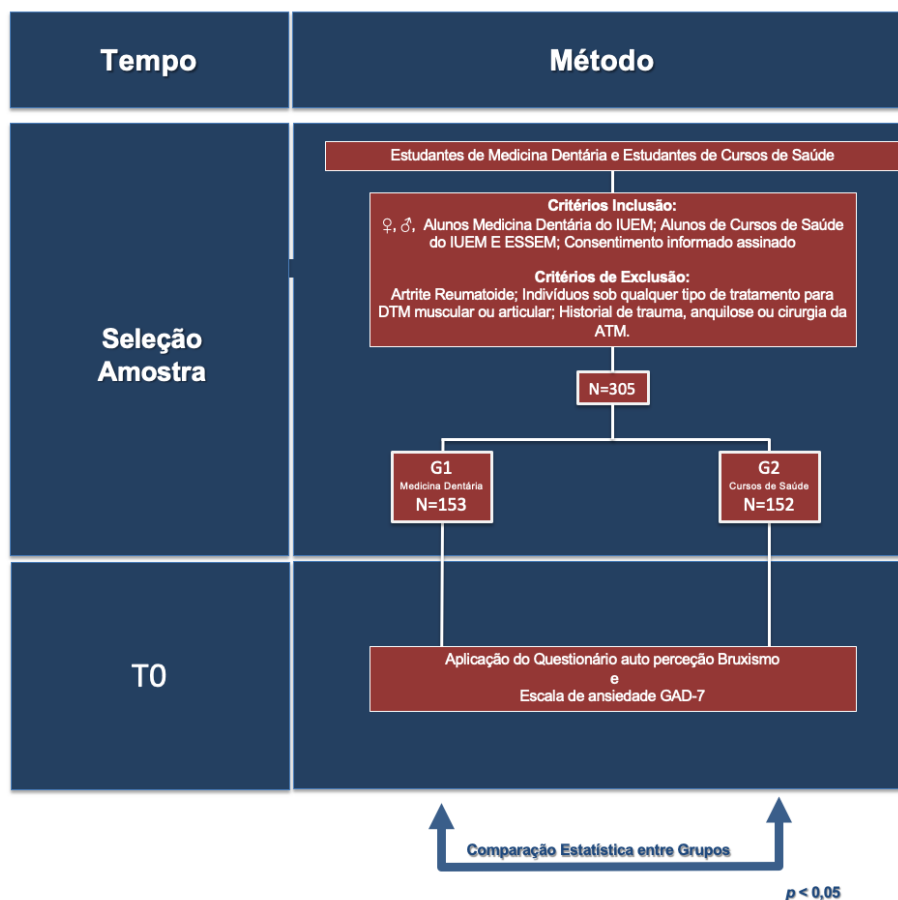 Tempo
Método
Seleção
Amostra
Estudantes de Medicina Dentária e Estudantes de Cursos de Saúde
Critérios Inclusão:
♀, ♂, Alunos Medicina Dentária do IUEM; Alunos de Cursos de Saúde
do IUEM E ESSEM; Consentimento informado assinado
Critérios de Exclusão:
Artrite Reumatoide; Indivíduos sob qualquer tipo de tratamento para
DTM muscular ou articular; Historial de trauma, anquilose ou cirurgia da
ATM.
N=305
G1
Medicina Dentária
N=153
G2
Cursos de Saúde
N=152
T0
Aplicação do Questionário auto perceção Bruxismo
e
Escala de ansiedade GAD-7
Comparação Estatística entre Grupos
p < 0,05